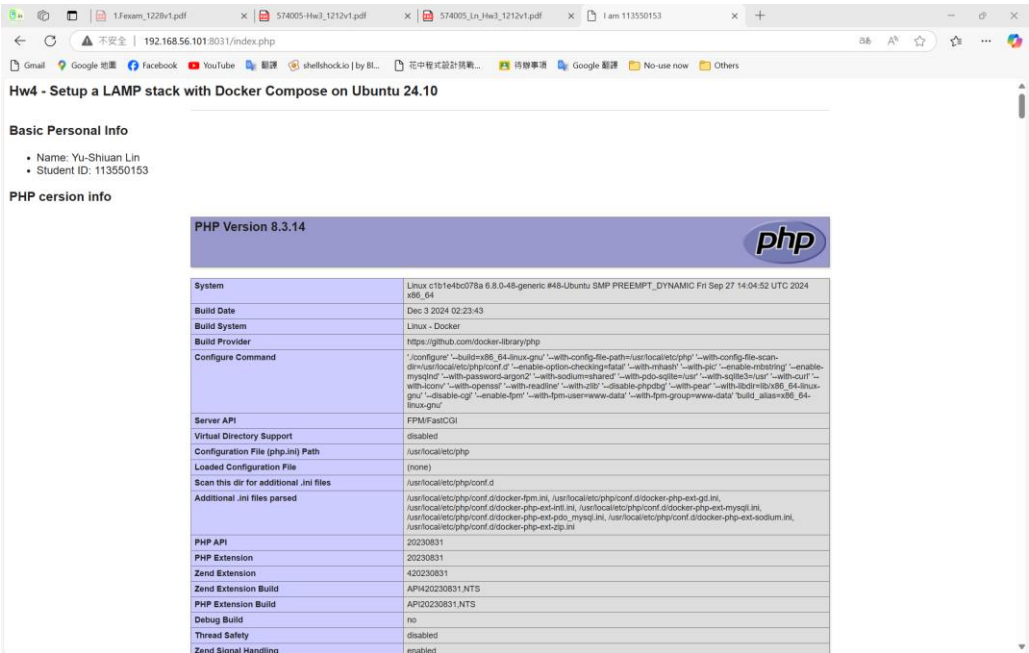 1.Fexam_1228v1.pdf
574005-Hw3_1212v1.pdf
574005_Ln_Hw3_1212v1.pdf
I am 113550153
不安全
192.168.56.101:8031/index.php
Gmail
Google 地圖
Facebook
YouTube
翻譯
shellshock.io | by Bl...
花中程式設計挑戰...
待辦事項
Google 翻譯
No-use now
Others
Hw4 - Setup a LAMP stack with Docker Compose on Ubuntu 24.10
Basic Personal Info
• Name: Yu-Shiuan Lin
• Student ID: 113550153
PHP cersion info
PHP Version 8.3.14
php
System
Linux c1b1e4bc078a 6.8.0-48-generic #48-Ubuntu SMP PREEMPT_DYNAMIC Fri Sep 27 14:04:52 UTC 2024
x86_64
Build Date
Dec 3 2024 02:23:43
Build System
Linux - Docker
Build Provider
https://github.com/docker-library/php
Configure Command
'./configure' '--build=x86_64-linux-gnu' '--with-config-file-path=/usr/local/etc/php' '--with-config-file-scan-
dir=/usr/local/etc/php/conf.d' '--enable-option-checking=fatal' '--with-mhash' '--with-pic' '--enable-mbstring' '--enable-
mysqlnd' '--with-password-argon2' '--with-sodium=shared' '--with-pdo-sqlite=/usr' '--with-sqlite3=/usr' '--with-curl' '--
with-iconv' '--with-openssl' '--with-readline' '--with-zlib' '--disable-phpdbg' '--with-pear' '--with-libdir=lib/x86_64-linux-
gnu' '--disable-cgi' '--enable-fpm' '--with-fpm-user=www-data' '--with-fpm-group=www-data' 'build_alias=x86_64-
linux-gnu'
Server API
FPM/FastCGI
Virtual Directory Support
disabled
Configuration File (php.ini) Path
/usr/local/etc/php
Loaded Configuration File
(none)
Scan this dir for additional .ini files
/usr/local/etc/php/conf.d
Additional .ini files parsed
/usr/local/etc/php/conf.d/docker-fpm.ini, /usr/local/etc/php/conf.d/docker-php-ext-gd.ini,
/usr/local/etc/php/conf.d/docker-php-ext-intl.ini, /usr/local/etc/php/conf.d/docker-php-ext-mysqli.ini,
/usr/local/etc/php/conf.d/docker-php-ext-pdo_mysql.ini, /usr/local/etc/php/conf.d/docker-php-ext-sodium.ini,
/usr/local/etc/php/conf.d/docker-php-ext-zip.ini
PHP API
20230831
PHP Extension
20230831
Zend Extension
420230831
Zend Extension Build
API420230831,NTS
PHP Extension Build
API20230831,NTS
Debug Build
no
Thread Safety
disabled
Zend Signal Handling
enabled